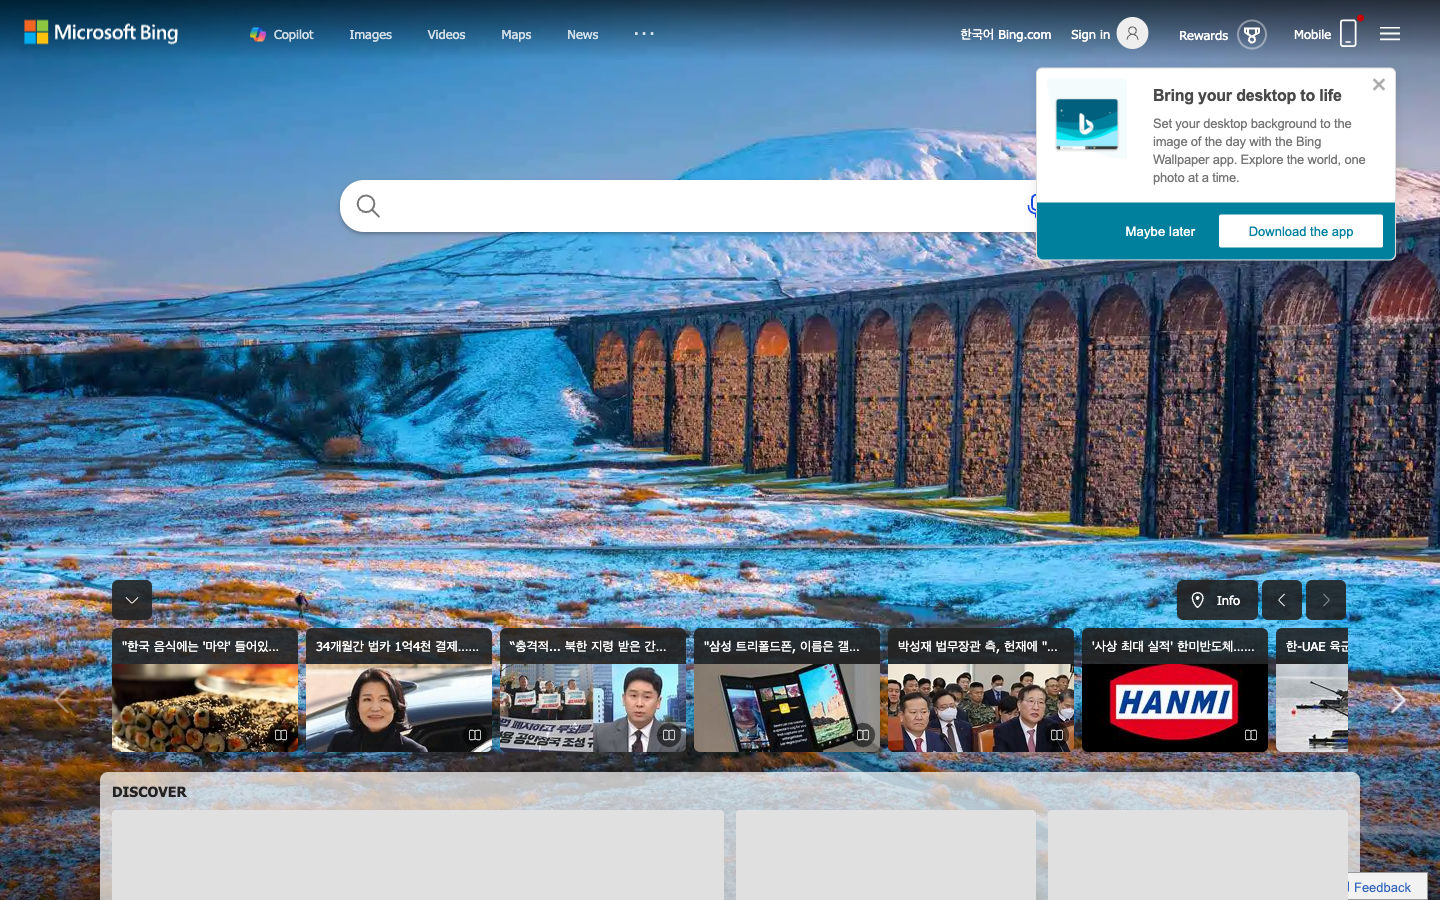 Microsoft Bing
Copilot
Images
Videos
Maps
News
한국어 Bing.com
Sign in
Rewards
Mobile
Bring your desktop to life
Set your desktop background to the
image of the day with the Bing
Wallpaper app. Explore the world, one
photo at a time.
Maybe later
Download the app
Info
"한국 음식에는 '마약' 들어있...
34개월간 법카 1억4천 결제......
“충격적... 북한 지령 받은 간...
"삼성 트리폴드폰, 이름은 갤...
박성재 법무장관 측, 헌재에 "...
'사상 최대 실적' 한미반도체......
한-UAE 육군
HANMI
DISCOVER
Feedback